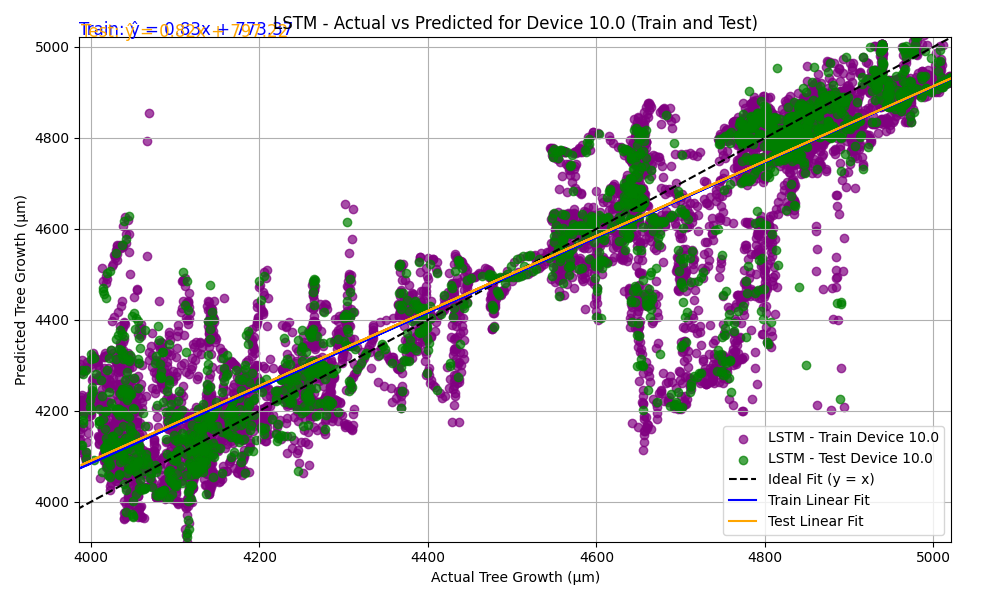 LSTM - Actual vs Predicted for Device 10.0 (Train and Test)
Train: ŷ = 0.83x + 773.57
5000
4800
4600
4400
4200
4000
Predicted Tree Growth (µm)
LSTM - Train Device 10.0
LSTM - Test Device 10.0
Ideal Fit (y = x)
Train Linear Fit
Test Linear Fit
4000 4200 4400 4600 4800 5000
Actual Tree Growth (µm)